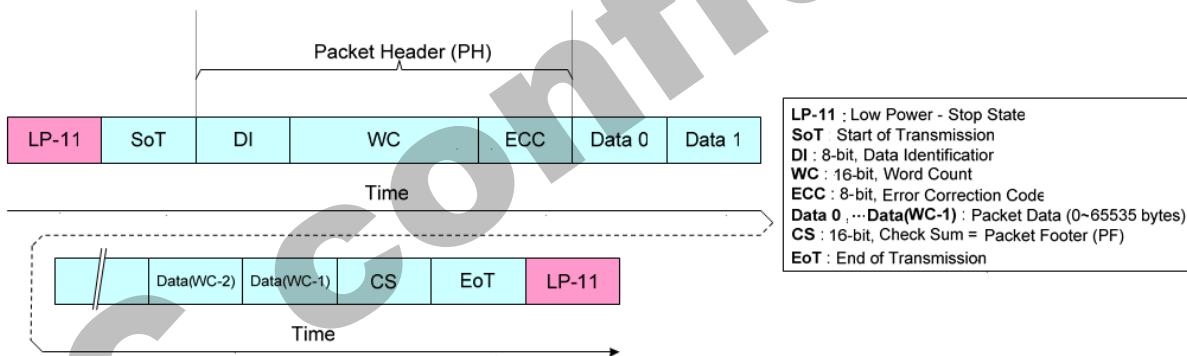 Packet Header (PH)
LP-11 SoT DI WC ECC Data 0 Data 1
Time
LP-11 : Low Power - Stop State
SoT : Start of Transmission
DI : 8-bit, Data Identificatior
WC : 16-bit, Word Count
ECC : 8-bit, Error Correction Code
Data 0 , ···Data(WC-1) : Packet Data (0~65535 bytes)
CS : 16-bit, Check Sum = Packet Footer (PF)
EoT : End of Transmission
Data(WC-2) Data(WC-1) CS EoT LP-11
Time